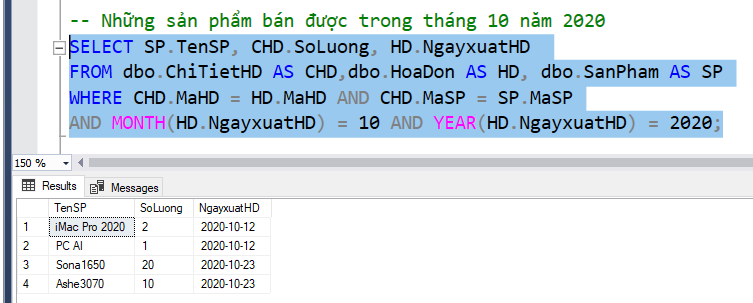 -- Những sản phẩm bán được trong tháng 10 năm 2020
SELECT SP.TenSP, CHD.SoLuong, HD.NgayxuatHD
FROM dbo.ChiTietHD AS CHD,dbo.HoaDon AS HD, dbo.SanPham AS SP
WHERE CHD.MaHD = HD.MaHD AND CHD.MaSP = SP.MaSP
AND MONTH(HD.NgayxuatHD) = 10 AND YEAR(HD.NgayxuatHD) = 2020;
150 %
Results Messages
TenSP SoLuong NgayxuatHD
1 iMac Pro 2020 2 2020-10-12
2 PC AI 1 2020-10-12
3 Sona1650 20 2020-10-23
4 Ashe3070 10 2020-10-23